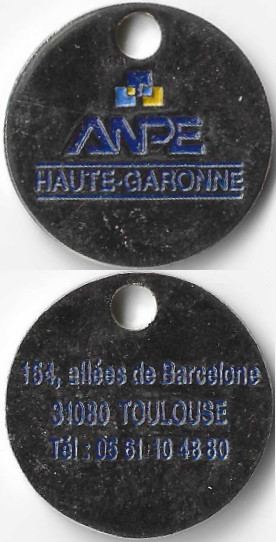 ANPE
HAUTE-GARONNE
164, allées de Barcelone
31080 TOULOUSE
Tél : 05 61 10 48 80